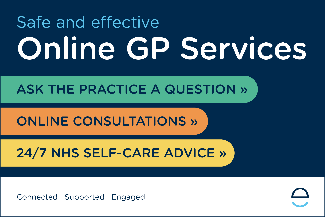 Safe and effective
Online GP Services
ASK THE PRACTICE A QUESTION »
ONLINE CONSULTATIONS »
24/7 NHS SELF-CARE ADVICE »
Connected Supported Engaged